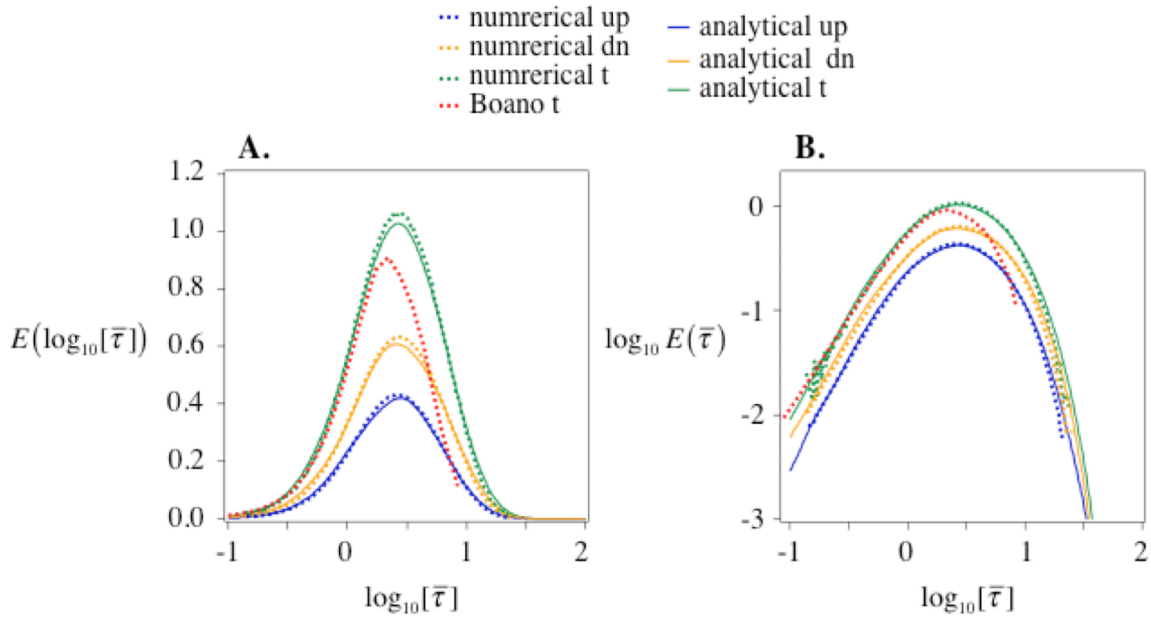 numrerical up
numrerical dn
numrerical t
Boano t
analytical up
analytical dn
analytical t
A.
1.2
1.0
0.8
0.6
0.4
0.2
0.0
E(log₁₀[τ̅])
-1
0
1
2
log₁₀[τ̅]
B.
0
-1
-2
-3
log₁₀ E(τ̅)
-1
0
1
2
log₁₀[τ̅]